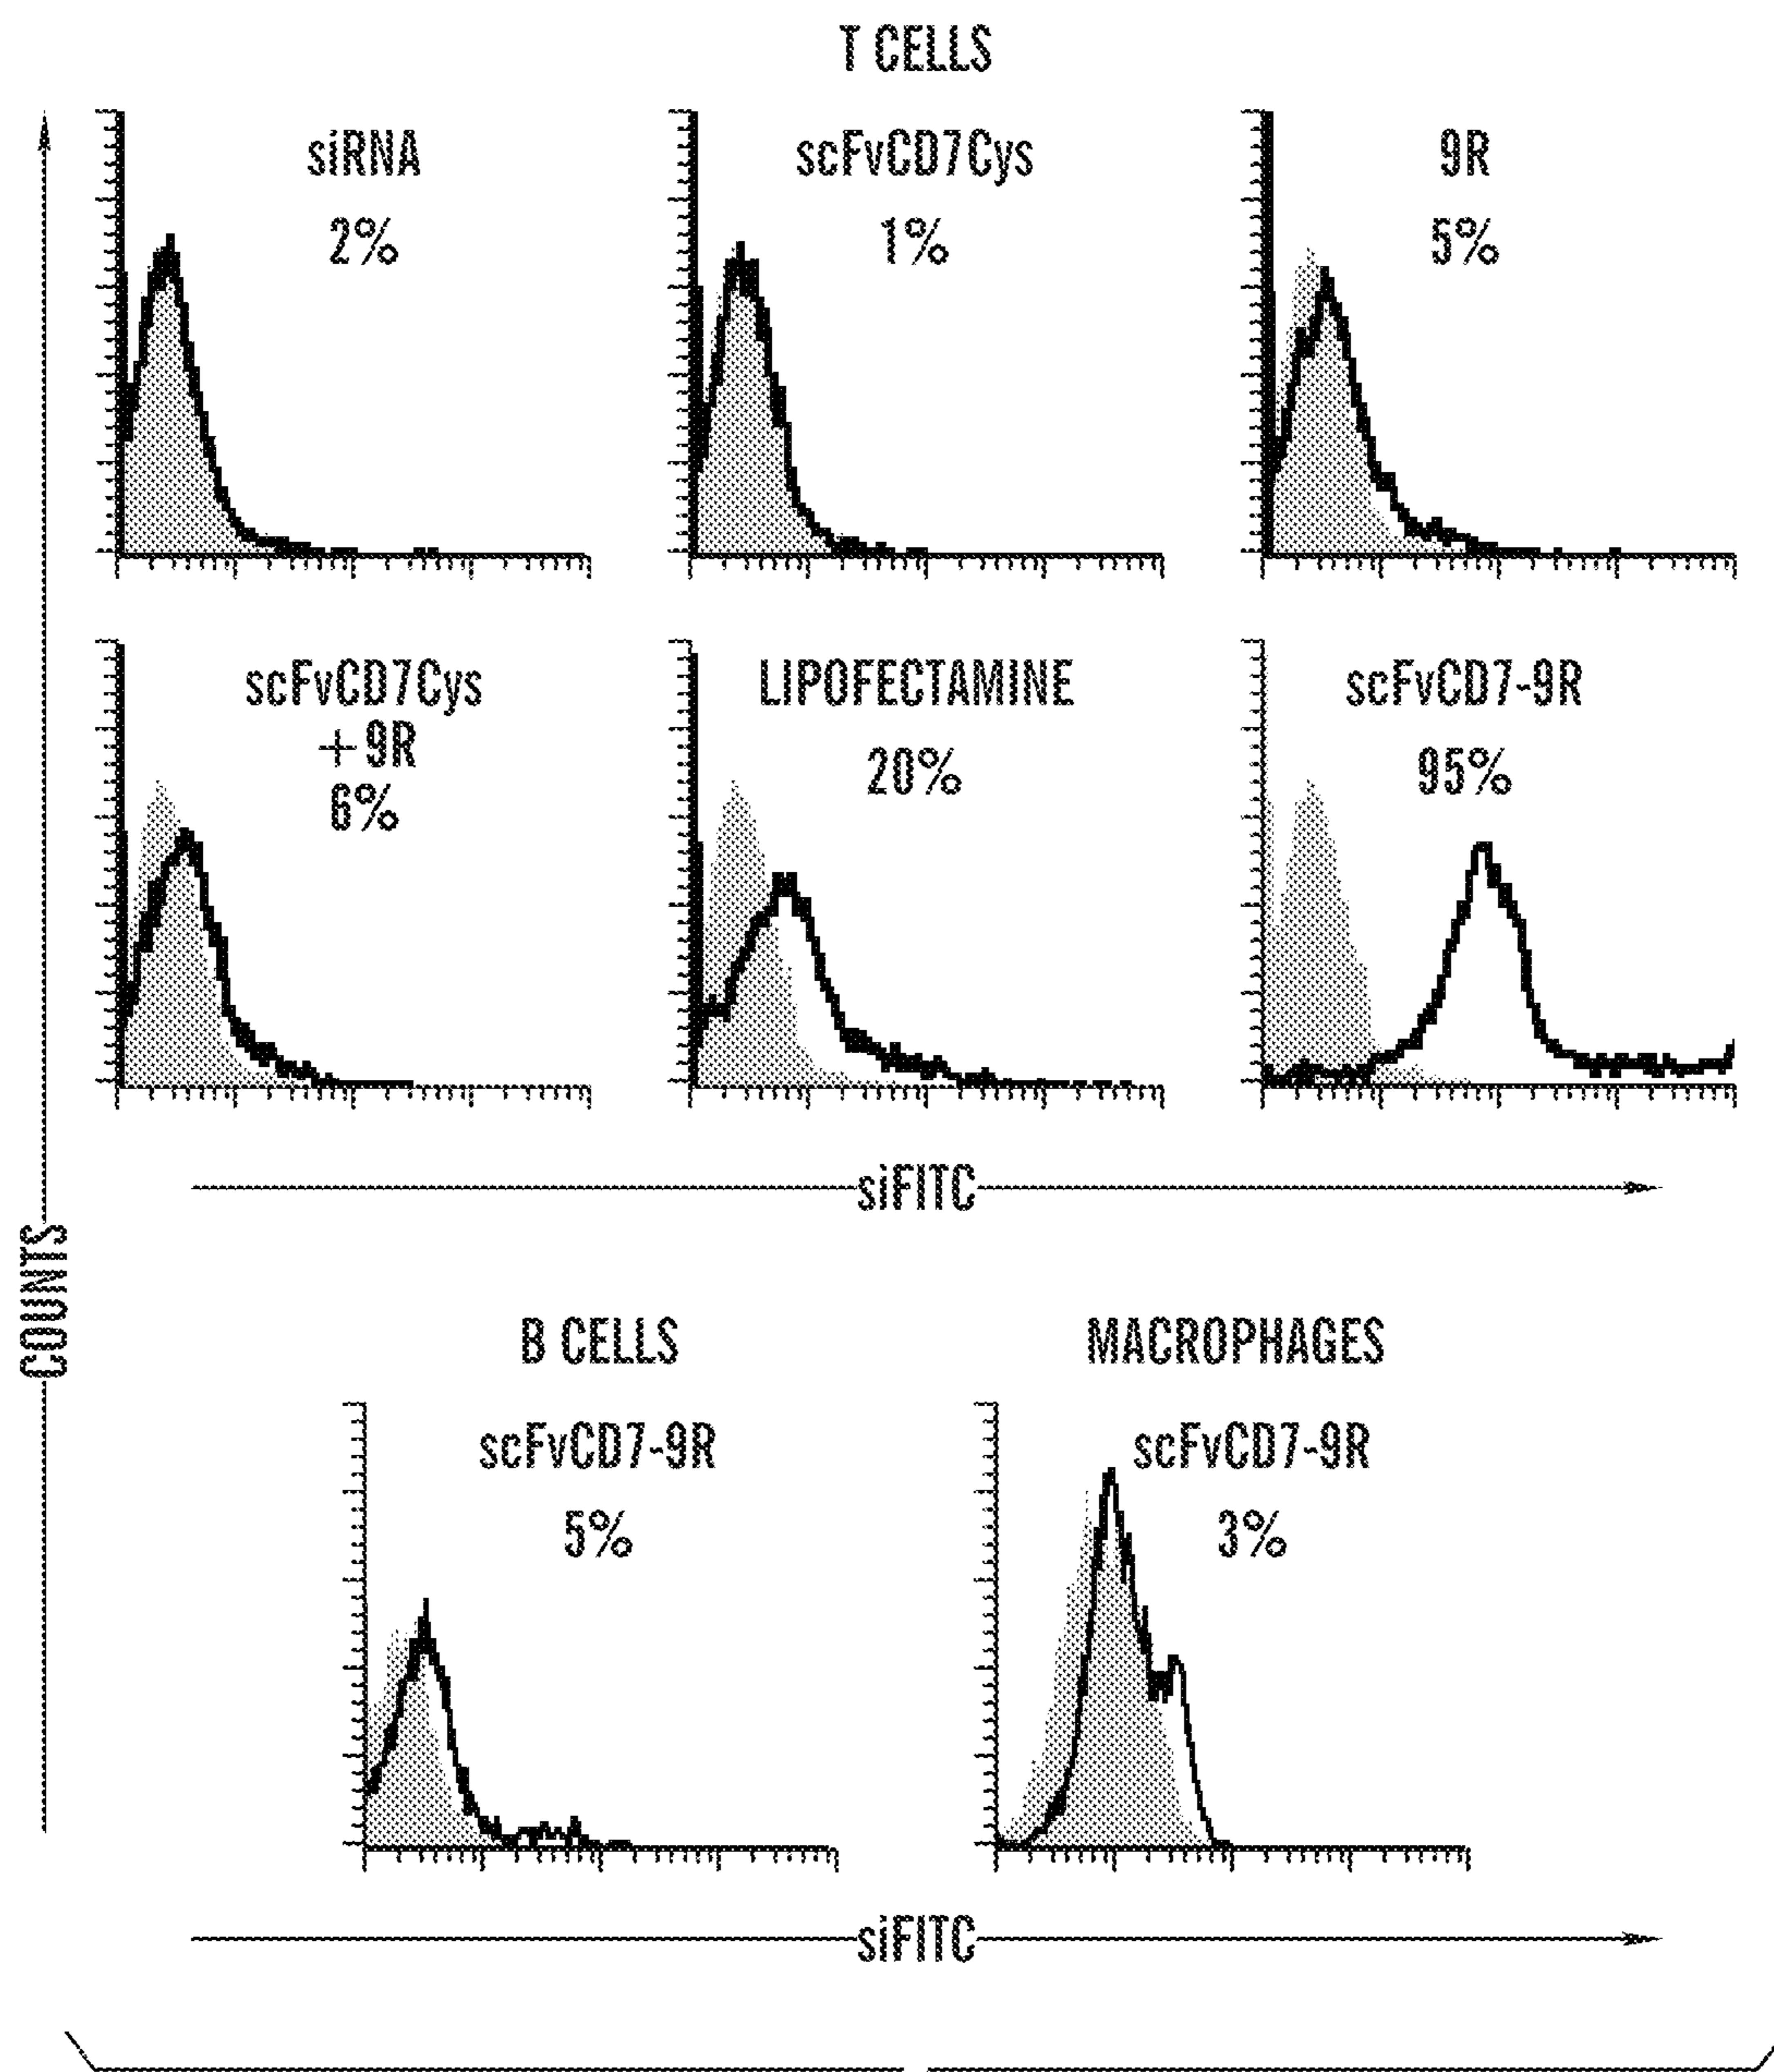 T CELLS
siRNA
2%
scFvCD7Cys
1%
9R
5%
scFvCD7Cys
+9R
6%
LIPOFECTAMINE
20%
scFvCD7-9R
95%
siFITC
COUNTS
B CELLS
scFvCD7-9R
5%
MACROPHAGES
scFvCD7-9R
3%
siFITC